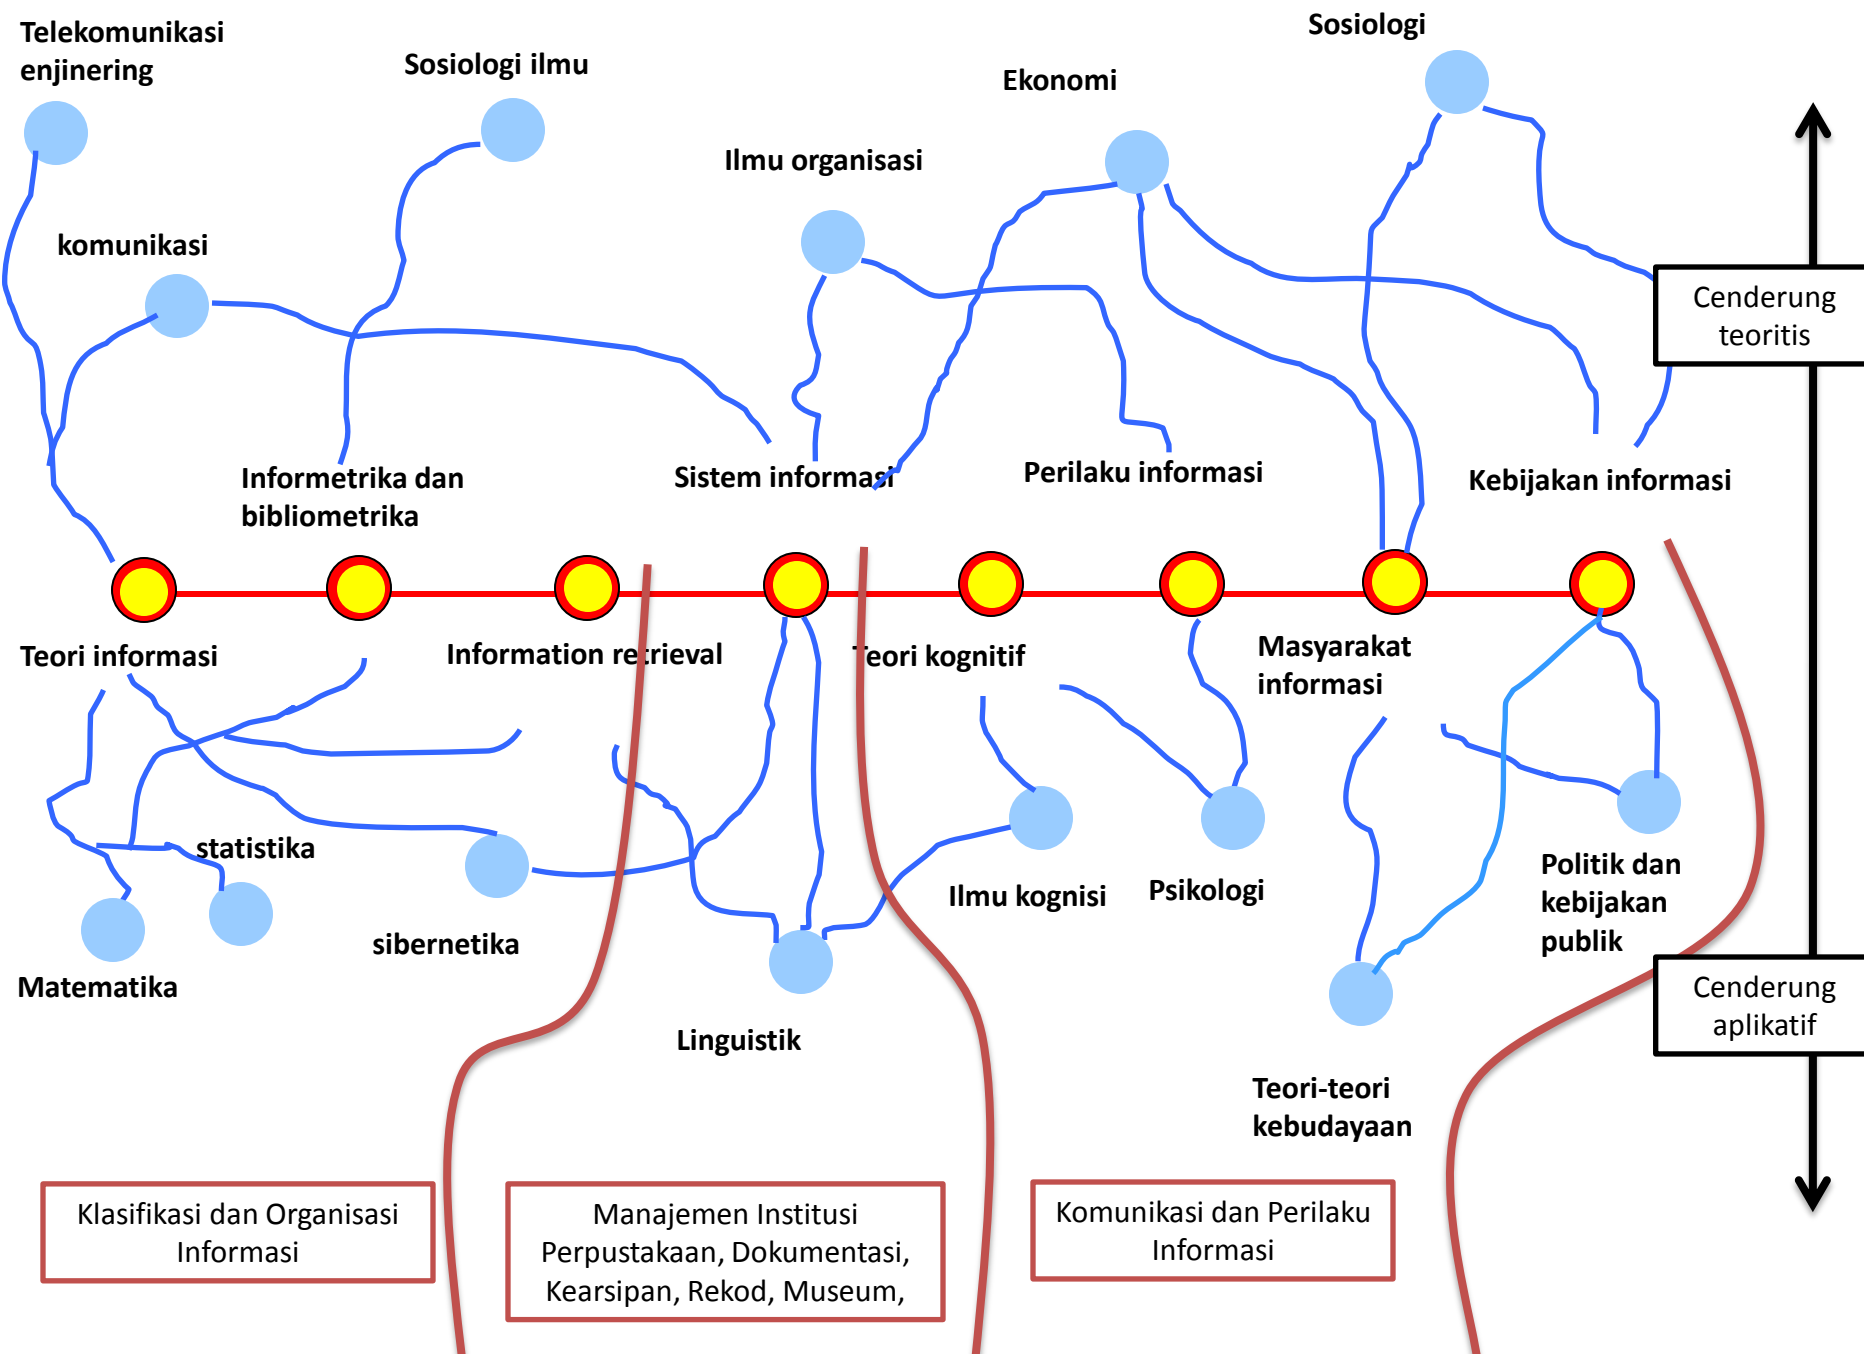 Telekomunikasi
enjinering
Sosiologi ilmu
Ekonomi
Sosiologi
Ilmu organisasi
komunikasi
Cenderung
teoritis
Informetrika dan
bibliometrika
Sistem informasi
Perilaku informasi
Kebijakan informasi
Teori informasi
Information retrieval
Teori kognitif
Masyarakat
informasi
statistika
Matematika
sibernetika
Linguistik
Ilmu kognisi
Psikologi
Politik dan
kebijakan
publik
Cenderung
aplikatif
Teori-teori
kebudayaan
Klasifikasi dan Organisasi
Informasi
Manajemen Institusi
Perpustakaan, Dokumentasi,
Kearsipan, Rekod, Museum,
Komunikasi dan Perilaku
Informasi